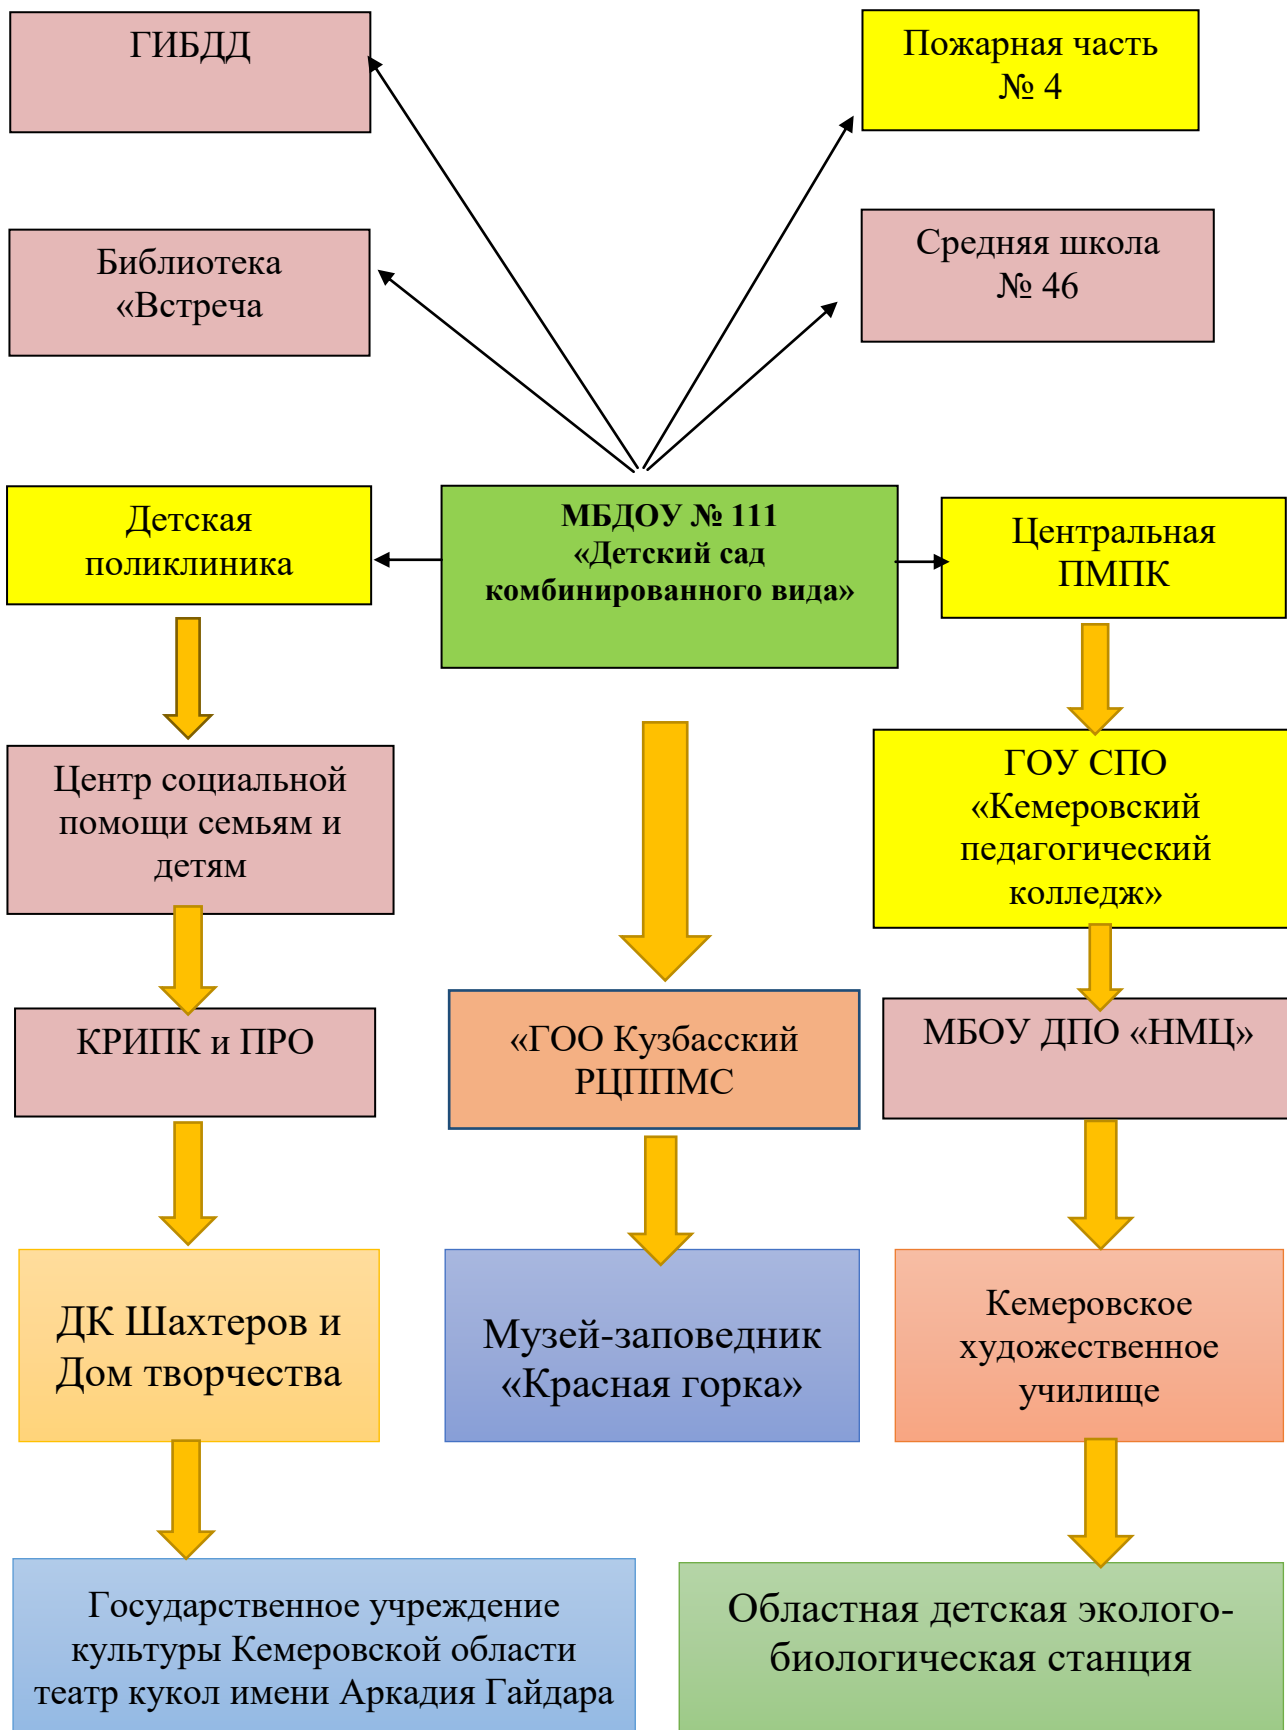 ГИБДД
Пожарная часть
№ 4
Библиотека
«Встреча
Средняя школа
№ 46
Детская
поликлиника
МБДОУ № 111
«Детский сад
комбинированного вида»
Центральная
ПМПК
Центр социальной
помощи семьям и
детям
ГОУ СПО
«Кемеровский
педагогический
колледж»
КРИПК и ПРО
«ГОО Кузбасский
РЦППМС
МБОУ ДПО «НМЦ»
ДК Шахтеров и
Дом творчества
Музей-заповедник
«Красная горка»
Кемеровское
художественное
училище
Государственное учреждение
культуры Кемеровской области
театр кукол имени Аркадия Гайдара
Областная детская эколого-
биологическая станция